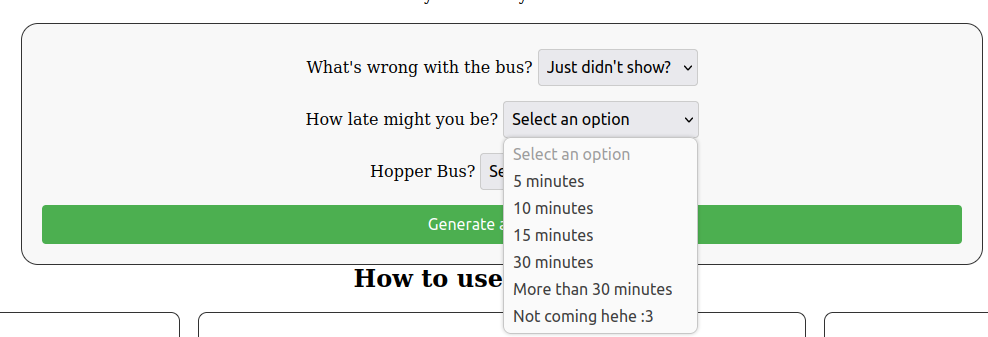 What's wrong with the bus? Just didn't show?
How late might you be? Select an option
Select an option
5 minutes
10 minutes
15 minutes
30 minutes
More than 30 minutes
Not coming hehe :3
Hopper Bus?
Generate
How to use